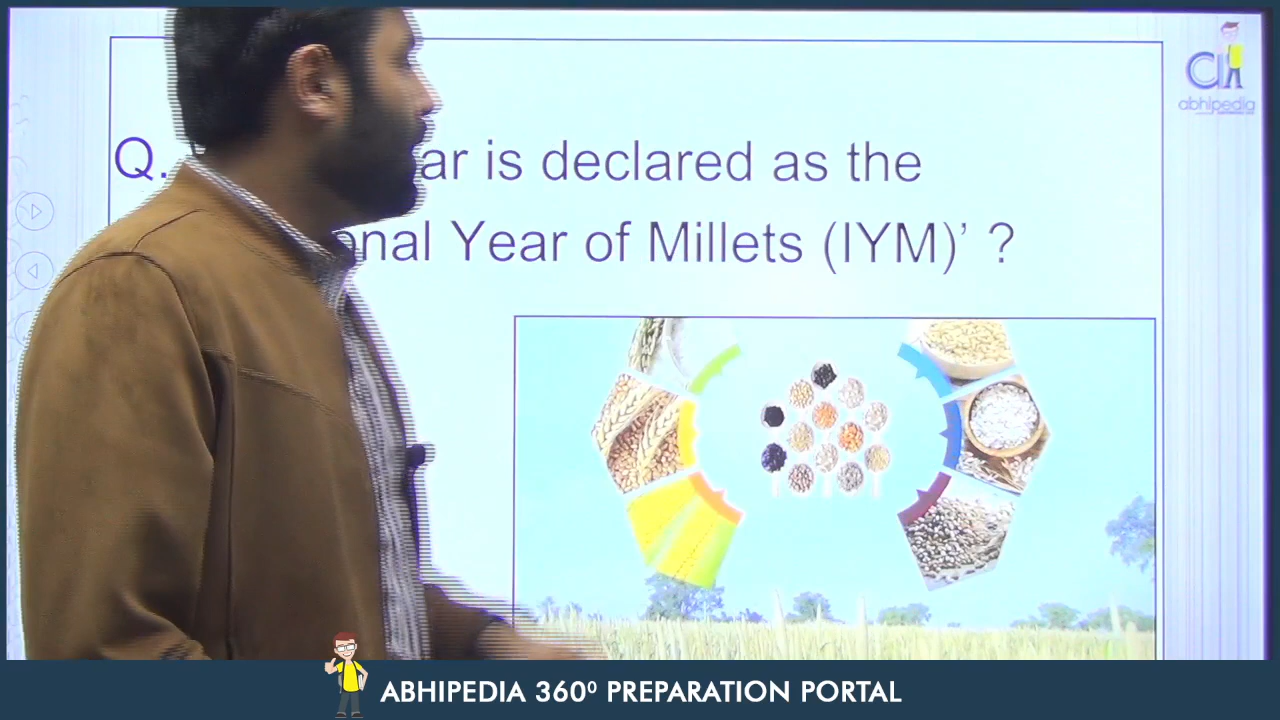 abhipedia
Q. ar is declared as the
onal Year of Millets (IYM)’ ?
ABHIPEDIA 360⁰ PREPARATION PORTAL